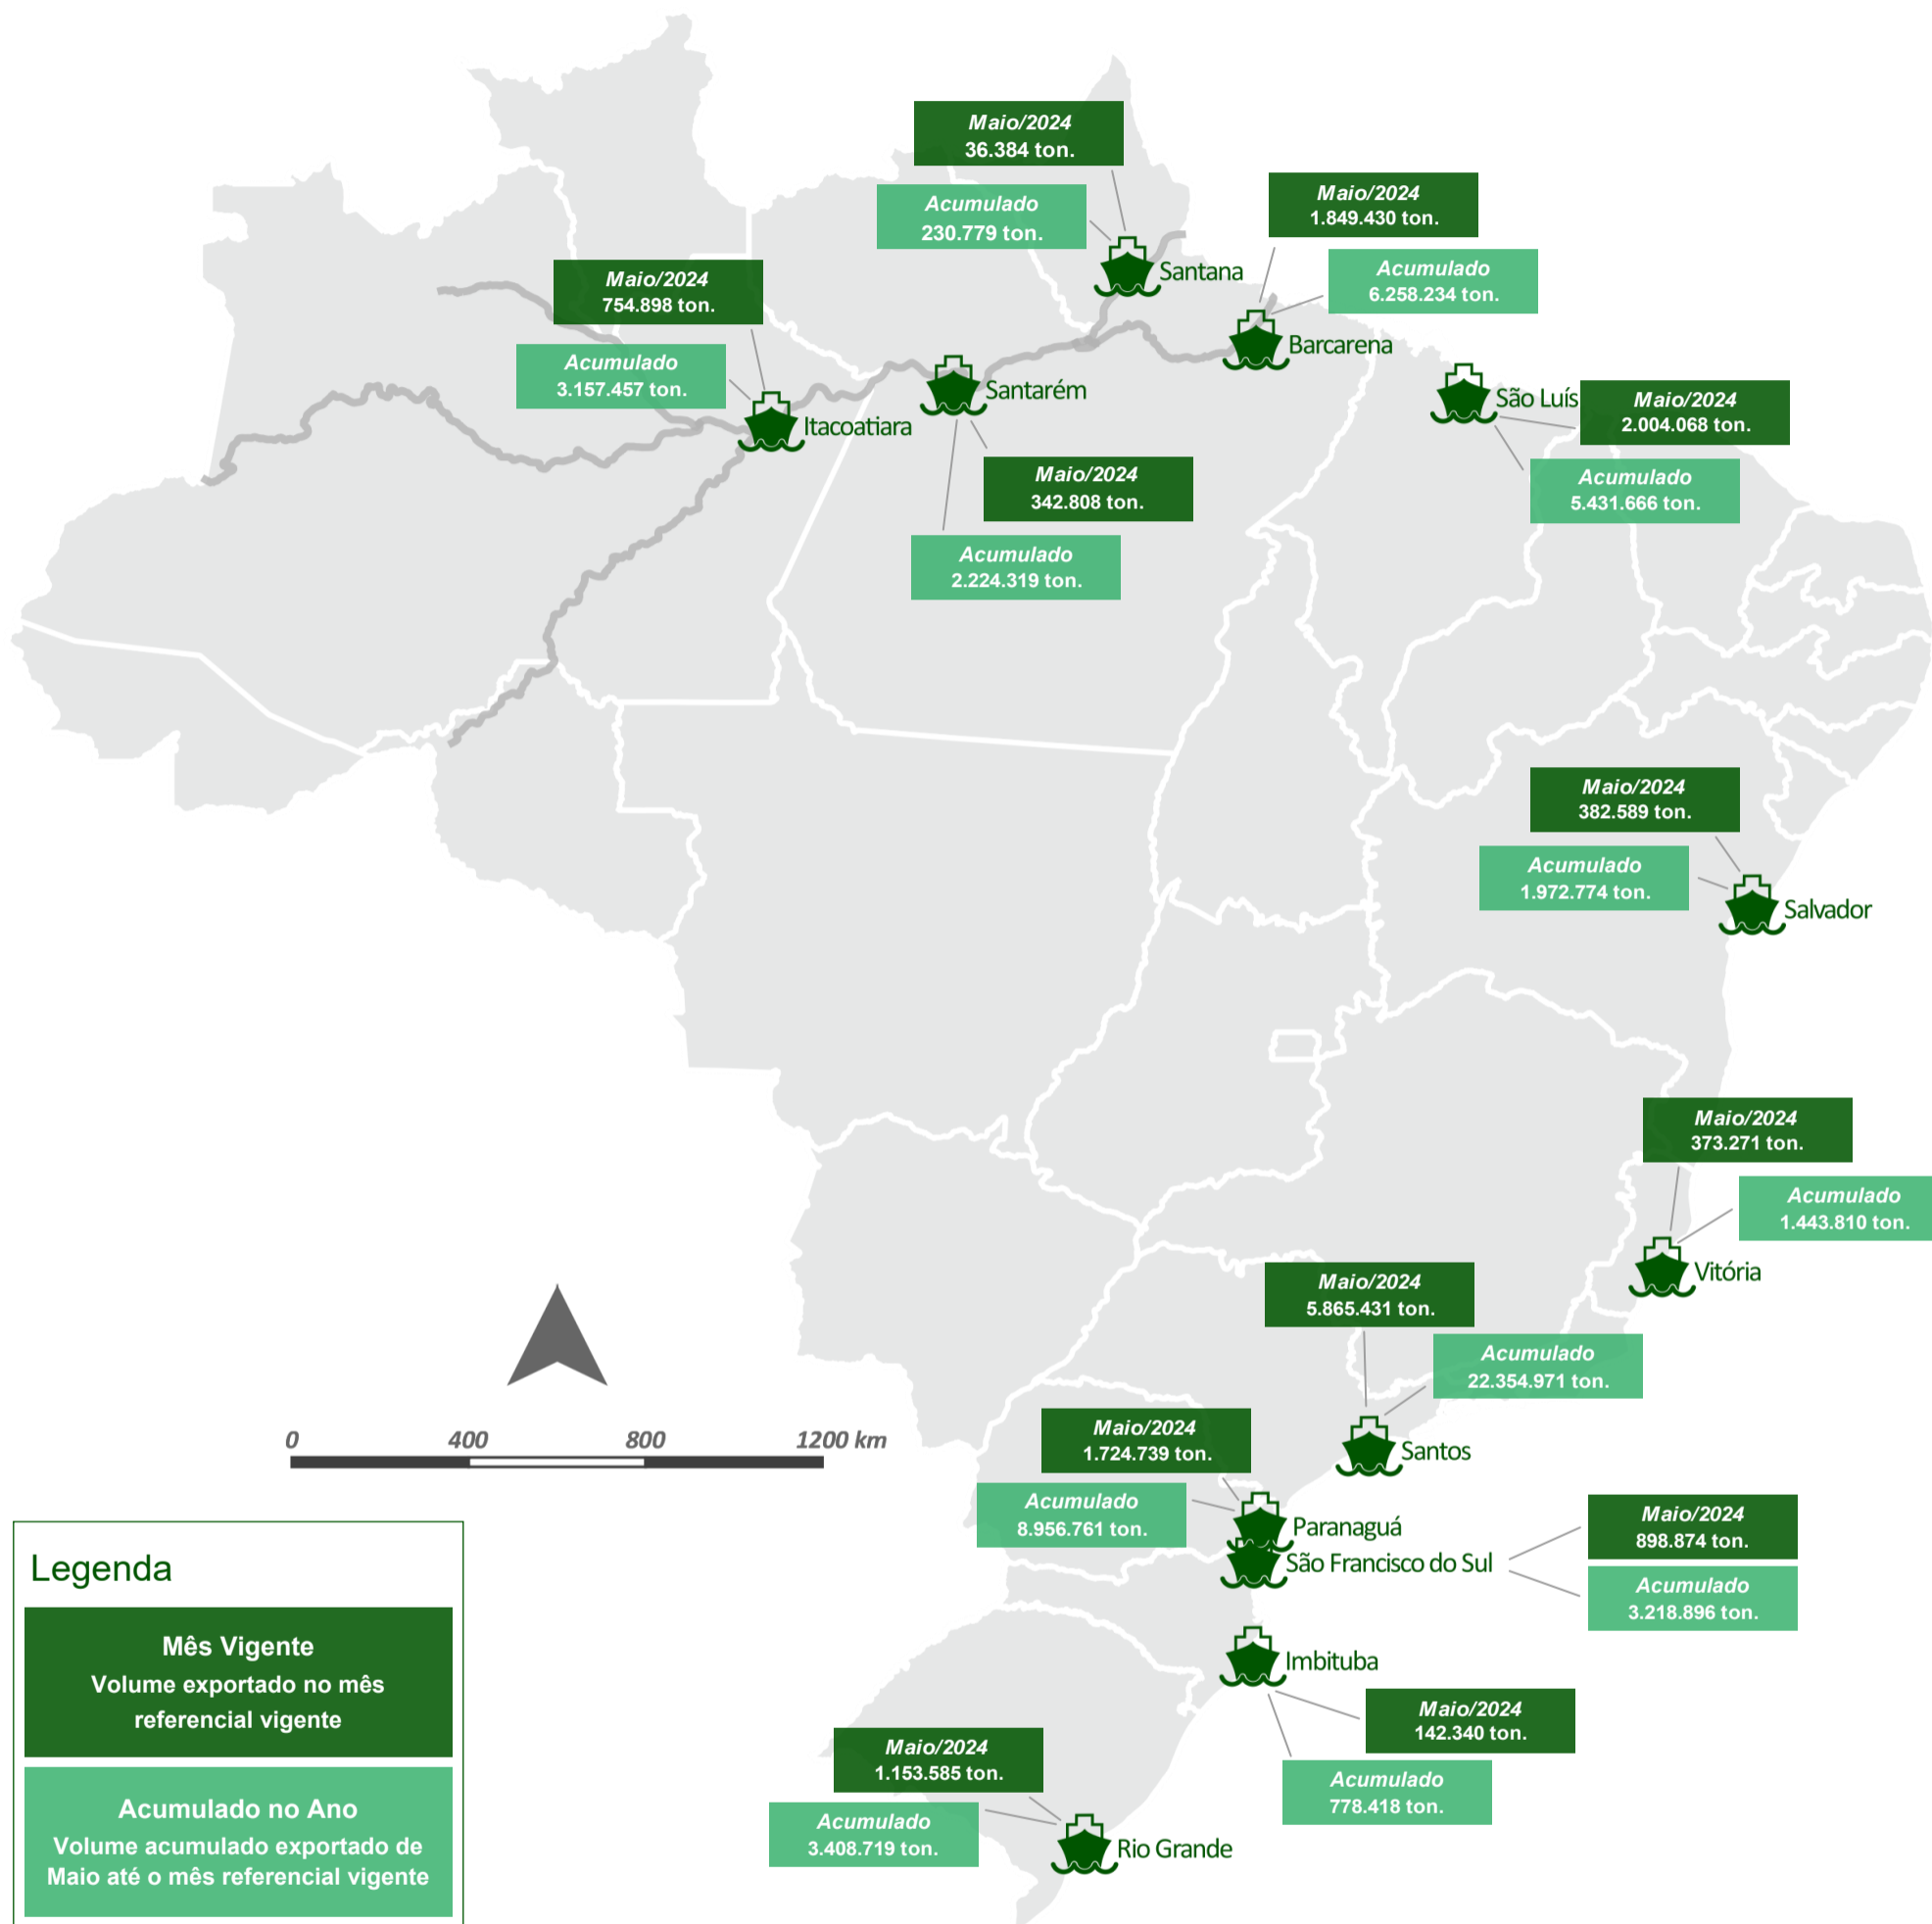 Maio/2024
36.384 ton.
Acumulado
230.779 ton.
Santana
Maio/2024
1.849.430 ton.
Acumulado
6.258.234 ton.
Barcarena
Maio/2024
754.898 ton.
Acumulado
3.157.457 ton.
Itacoatiara
Santarém
Maio/2024
342.808 ton.
Acumulado
2.224.319 ton.
São Luís
Maio/2024
2.004.068 ton.
Acumulado
5.431.666 ton.
Maio/2024
382.589 ton.
Acumulado
1.972.774 ton.
Salvador
Maio/2024
373.271 ton.
Acumulado
1.443.810 ton.
Vitória
Maio/2024
5.865.431 ton.
Acumulado
22.354.971 ton.
Santos
Maio/2024
1.724.739 ton.
Acumulado
8.956.761 ton.
Paranaguá
São Francisco do Sul
Maio/2024
898.874 ton.
Acumulado
3.218.896 ton.
Imbituba
Maio/2024
142.340 ton.
Acumulado
778.418 ton.
Maio/2024
1.153.585 ton.
Acumulado
3.408.719 ton.
Rio Grande
0 400 800 1200 km
Legenda
Mês Vigente
Volume exportado no mês
referencial vigente
Acumulado no Ano
Volume acumulado exportado de
Maio até o mês referencial vigente